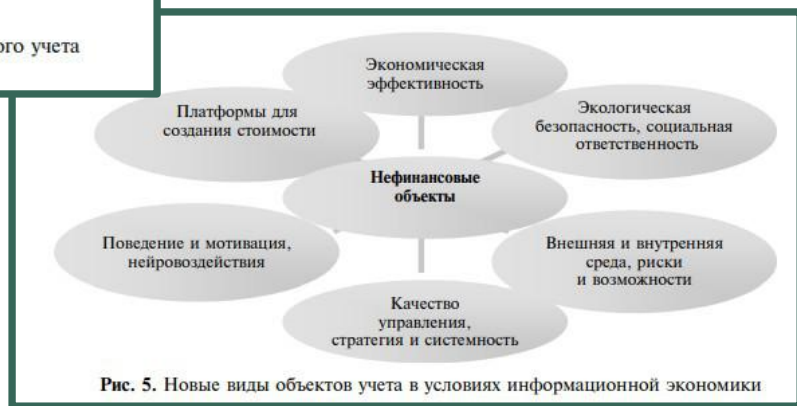 ого учета
Экономическая
эффективность
Платформы для
создания стоимости
Экологическая
безопасность, социальная
ответственность
Нефинансовые
объекты
Поведение и мотивация,
нейровоздействия
Внешняя и внутренняя
среда, риски
и возможности
Качество
управления,
стратегия и системность
Рис. 5. Новые виды объектов учета в условиях информационной экономики